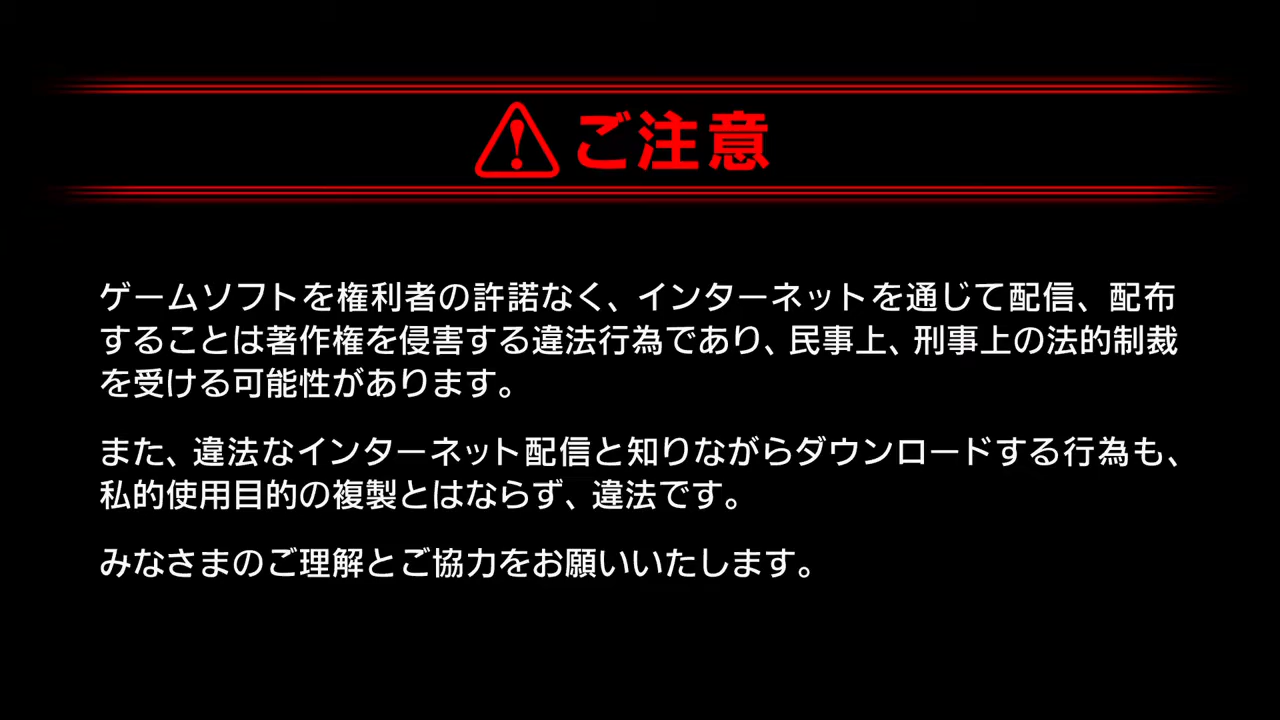 ご注意
ゲームソフトを権利者の許諾なく、インターネットを通じて配信、配布
することは著作権を侵害する違法行為であり、民事上、刑事上の法的制裁
を受ける可能性があります。
また、違法なインターネット配信と知りながらダウンロードする行為も、
私的使用目的の複製とはならず、違法です。
みなさまのご理解とご協力をお願いいたします。